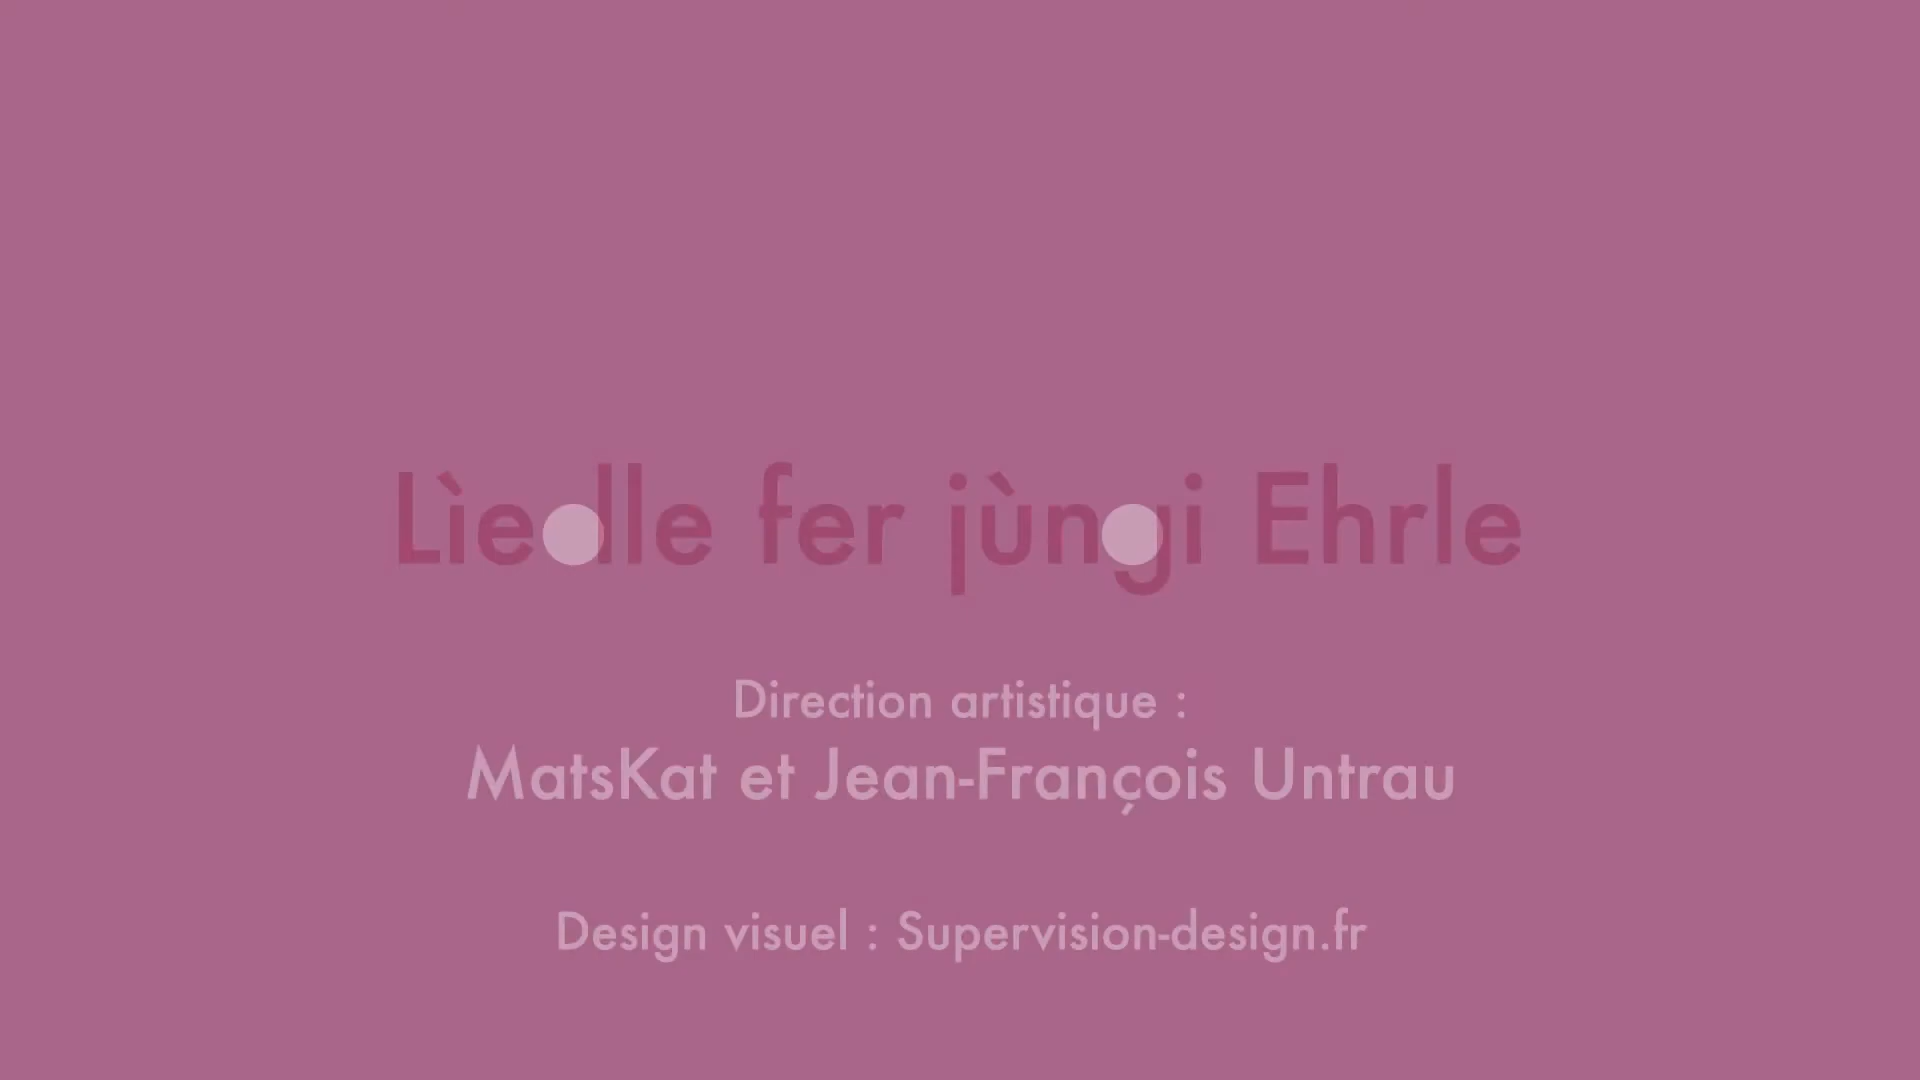 Lìedle fer jùngi Ehrle
Direction artistique :
MatsKat et Jean-François Untrau
Design visuel : Supervision-design.fr